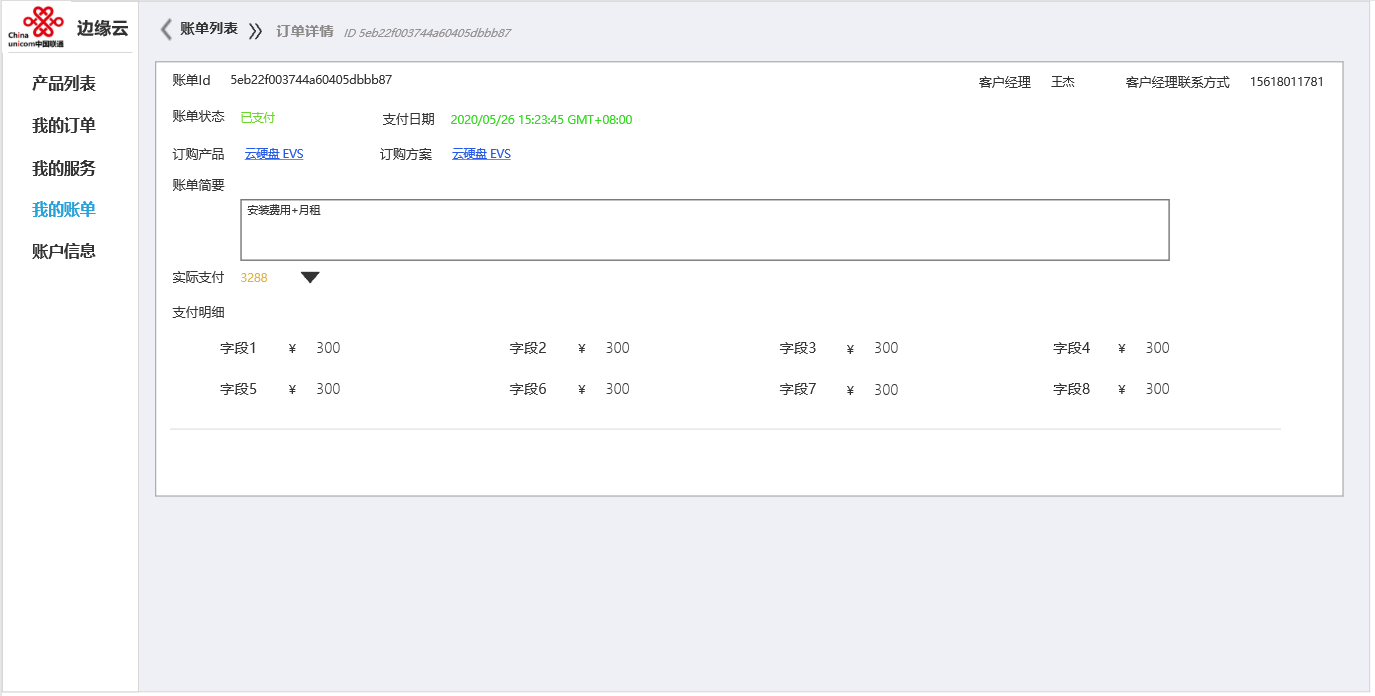 China
unicom中国联通
边缘云
账单列表
订单详情 ID 5eb22f003744a60405dbbb87
产品列表
我的订单
我的服务
我的账单
账户信息
账单Id 5eb22f003744a60405dbbb87 客户经理 王杰 客户经理联系方式 15618011781
账单状态 已支付 支付日期 2020/05/26 15:23:45 GMT+08:00
订购产品 云硬盘 EVS 订购方案 云硬盘 EVS
账单简要
安装费用+月租
实际支付 3288
支付明细
字段1 ¥ 300 字段2 ¥ 300 字段3 ¥ 300 字段4 ¥ 300
字段5 ¥ 300 字段6 ¥ 300 字段7 ¥ 300 字段8 ¥ 300